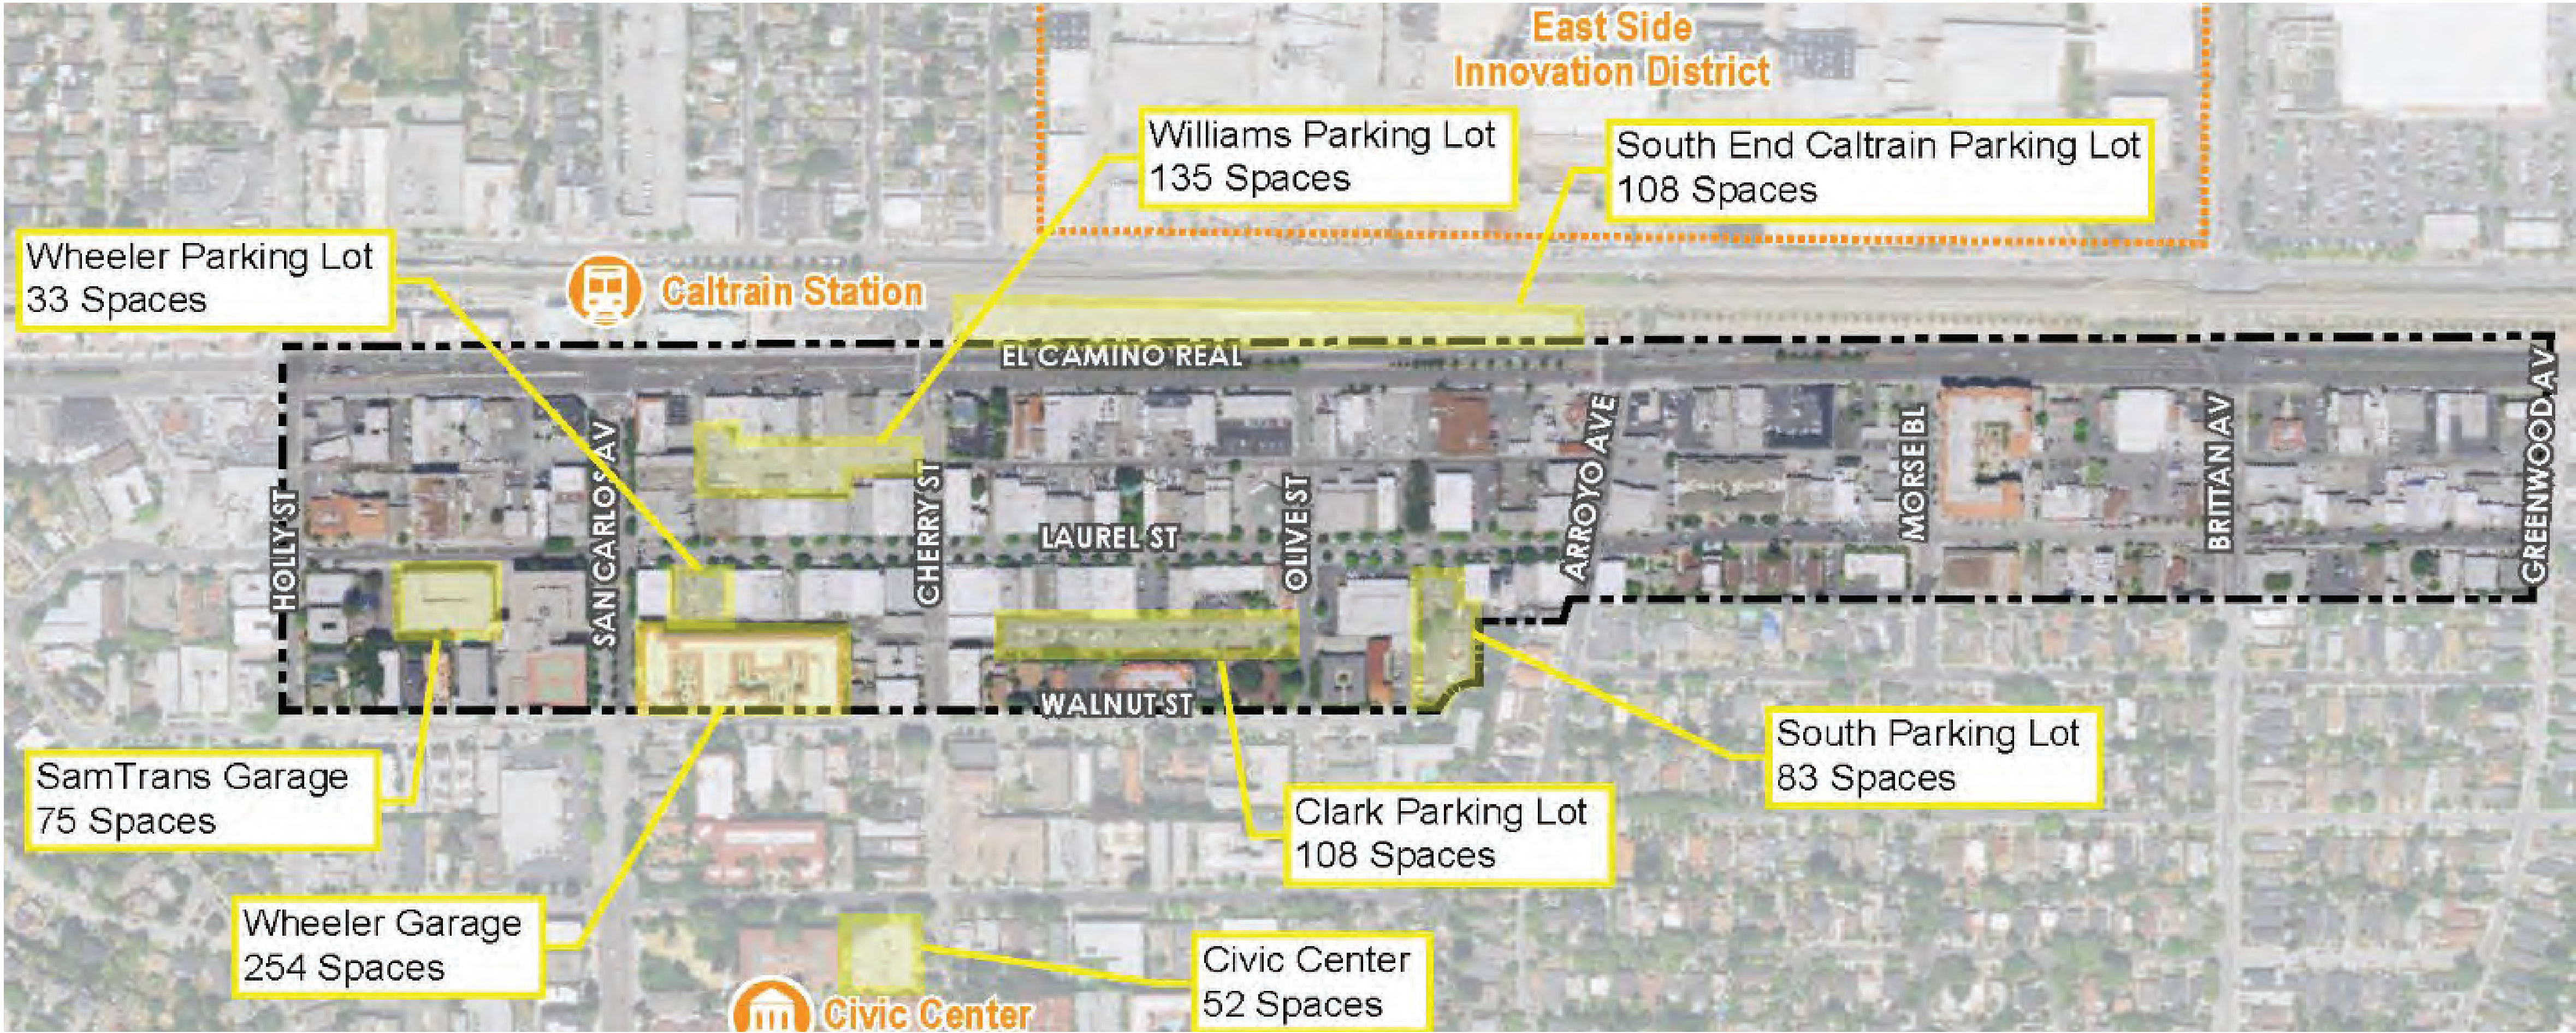 East Side
Innovation District
Williams Parking Lot
135 Spaces
South End Caltrain Parking Lot
108 Spaces
Wheeler Parking Lot
33 Spaces
Caltrain Station
EL CAMINO REAL
HOLLY ST
SAN CARLOS AV
CHERRY ST
LAUREL ST
OLIVE ST
ARROYO AVE
MORSE BL
BRITTAN AV
GREENWOOD AV
WALNUT ST
SamTrans Garage
75 Spaces
South Parking Lot
83 Spaces
Clark Parking Lot
108 Spaces
Wheeler Garage
254 Spaces
Civic Center
52 Spaces
Civic Center